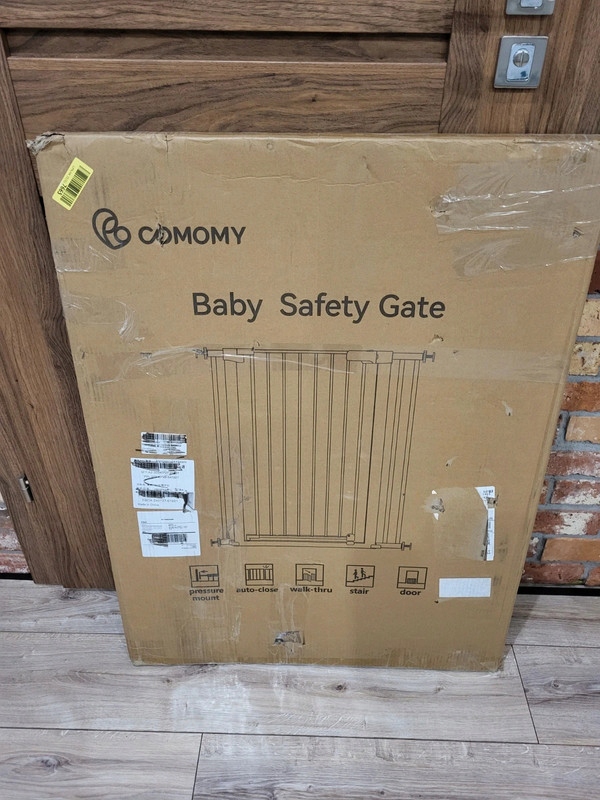 COMOMY
Baby Safety Gate
pressure mount
auto-close
walk-thru
stair
door